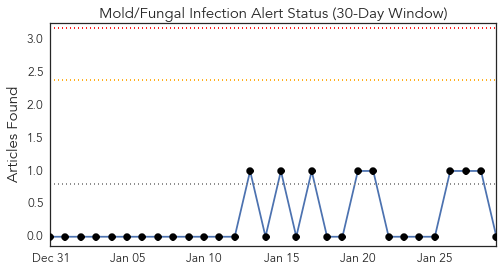 Mold/Fungal Infection Alert Status (30-Day Window)
3.0
2.5
2.0
1.5
1.0
0.5
0.0
Articles Found
Dec 31 Jan 05 Jan 10 Jan 15 Jan 20 Jan 25